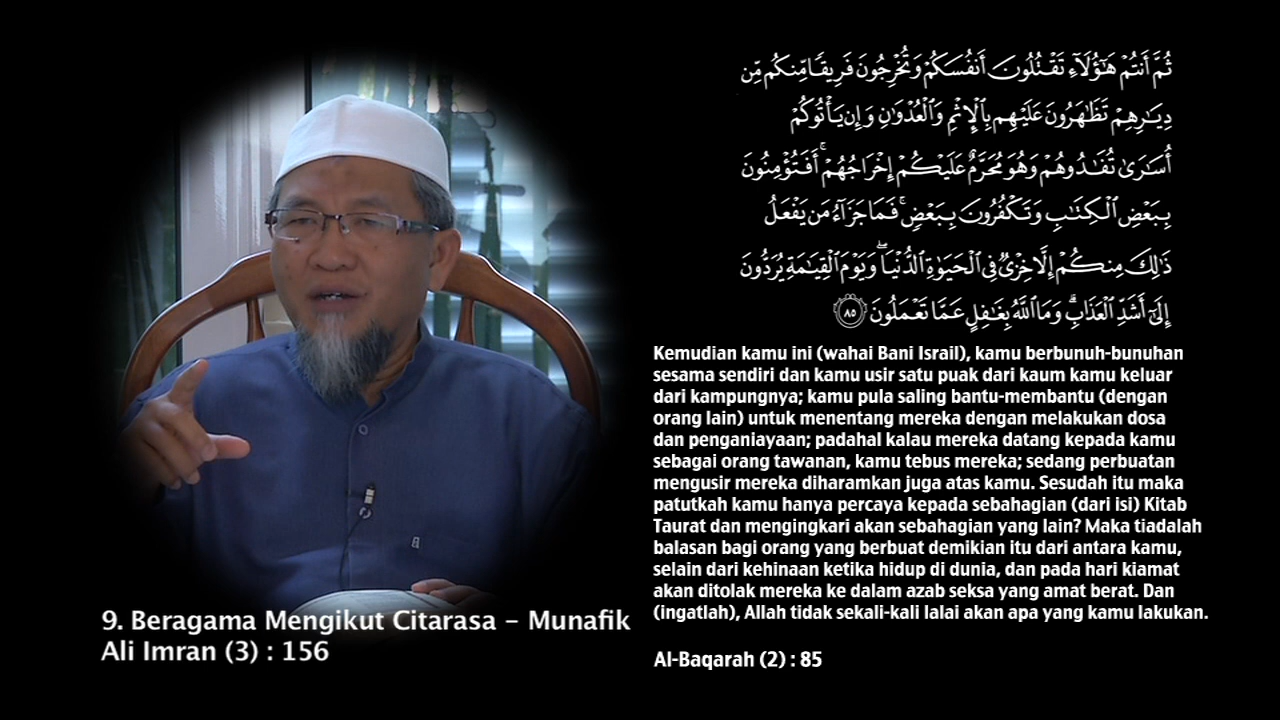 ثُمَّ أَنتُمْ هَٰٓؤُلَآءِ تَقْتُلُونَ أَنفُسَكُمْ وَتُخْرِجُونَ فَرِيقًا مِّنكُم مِّن
دِيَٰرِهِمْ تَظَٰهَرُونَ عَلَيْهِم بِٱلْإِثْمِ وَٱلْعُدْوَٰنِ وَإِن يَأْتُوكُمْ
أُسَٰرَىٰ تُفَٰدُوهُمْ وَهُوَ مُحَرَّمٌ عَلَيْكُمْ إِخْرَاجُهُمْ ۚ أَفَتُؤْمِنُونَ
بِبَعْضِ ٱلْكِتَٰبِ وَتَكْفُرُونَ بِبَعْضٍ ۚ فَمَا جَزَآءُ مَن يَفْعَلُ
ذَٰلِكَ مِنكُمْ إِلَّا خِزْىٌ فِى ٱلْحَيَوٰةِ ٱلدُّنْيَا ۖ وَيَوْمَ ٱلْقِيَٰمَةِ يُرَدُّونَ
إِلَىٰٓ أَشَدِّ ٱلْعَذَابِ ۗ وَمَا ٱللَّهُ بِغَٰفِلٍ عَمَّا تَعْمَلُونَ ٨٥
Kemudian kamu ini (wahai Bani Israil), kamu berbunuh-bunuhan
sesama sendiri dan kamu usir satu puak dari kaum kamu keluar
dari kampungnya; kamu pula saling bantu-membantu (dengan
orang lain) untuk menentang mereka dengan melakukan dosa
dan penganiayaan; padahal kalau mereka datang kepada kamu
sebagai orang tawanan, kamu tebus mereka; sedang perbuatan
mengusir mereka diharamkan juga atas kamu. Sesudah itu maka
patutkah kamu hanya percaya kepada sebahagian (dari isi) Kitab
Taurat dan mengingkari akan sebahagian yang lain? Maka tiadalah
balasan bagi orang yang berbuat demikian itu dari antara kamu,
selain dari kehinaan ketika hidup di dunia, dan pada hari kiamat
akan ditolak mereka ke dalam azab seksa yang amat berat. Dan
(ingatlah), Allah tidak sekali-kali lalai akan apa yang kamu lakukan.
Al-Baqarah (2) : 85
9. Beragama Mengikut Citarasa – Munafik
Ali Imran (3) : 156